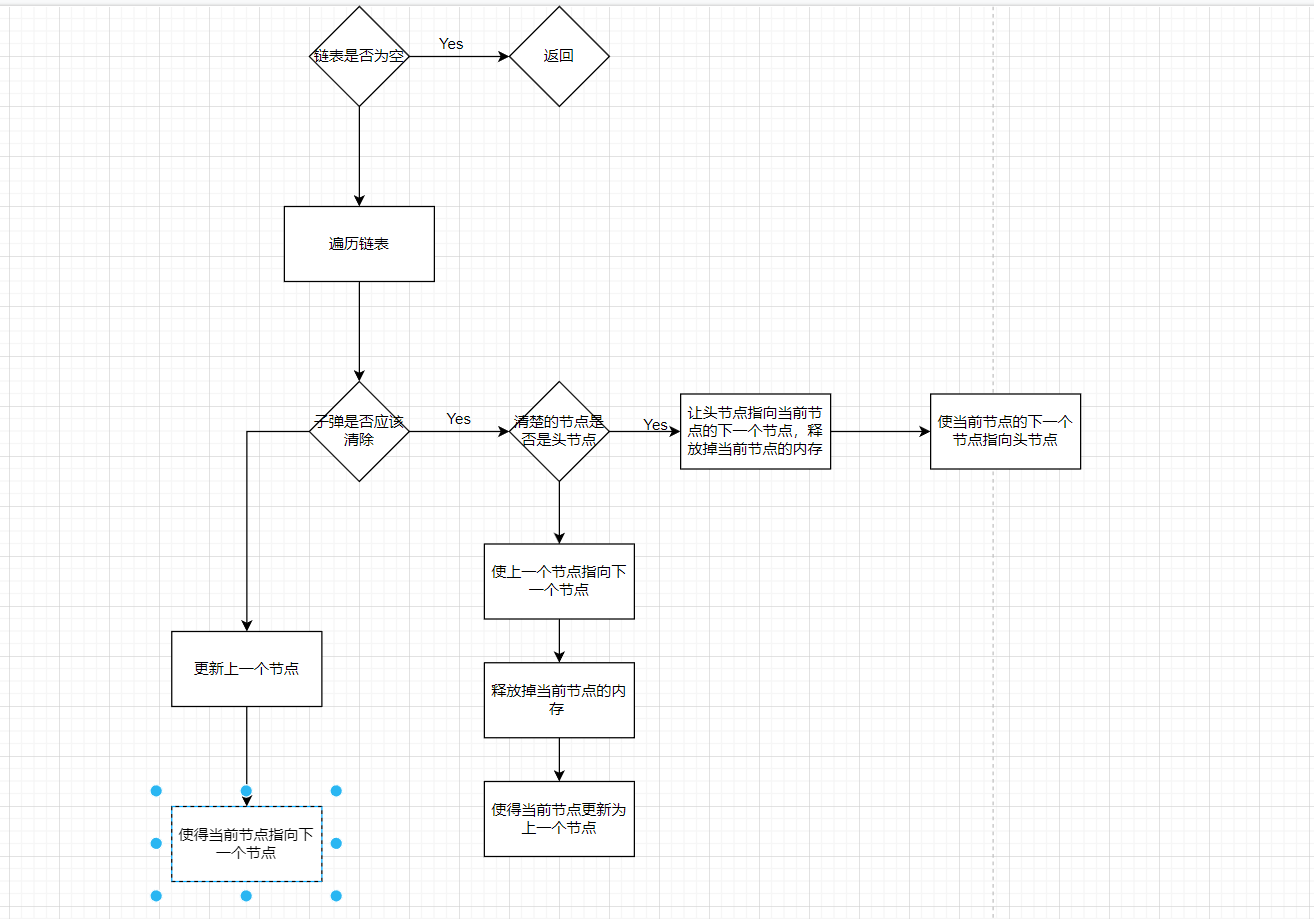 链表是否为空
Yes
返回
遍历链表
子弹是否应该
清除
Yes
清楚的节点是
否是头节点
Yes
让头节点指向当前节
点的下一个节点，释
放掉当前节点的内存
使当前节点的下一个
节点指向头节点
使上一个节点指向下
一个节点
更新上一个节点
释放掉当前节点的内
存
使得当前节点更新为
上一个节点
使得当前节点指向下
一个节点